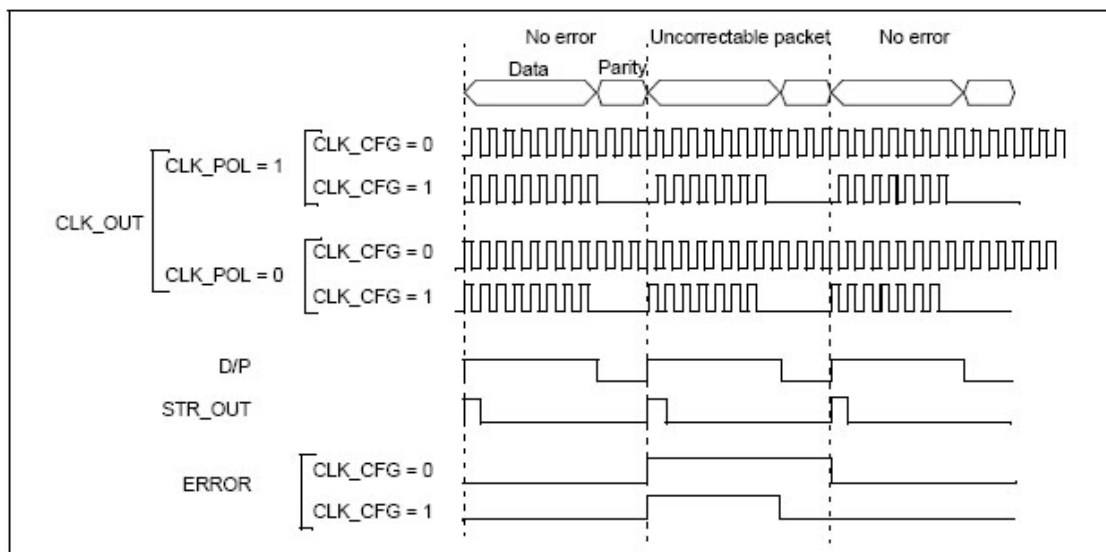 No error Uncorrectable packet No error
Data Parity
CLK_CFG = 0
CLK_POL = 1
CLK_CFG = 1
CLK_OUT
CLK_CFG = 0
CLK_POL = 0
CLK_CFG = 1
D/P
STR_OUT
CLK_CFG = 0
ERROR
CLK_CFG = 1